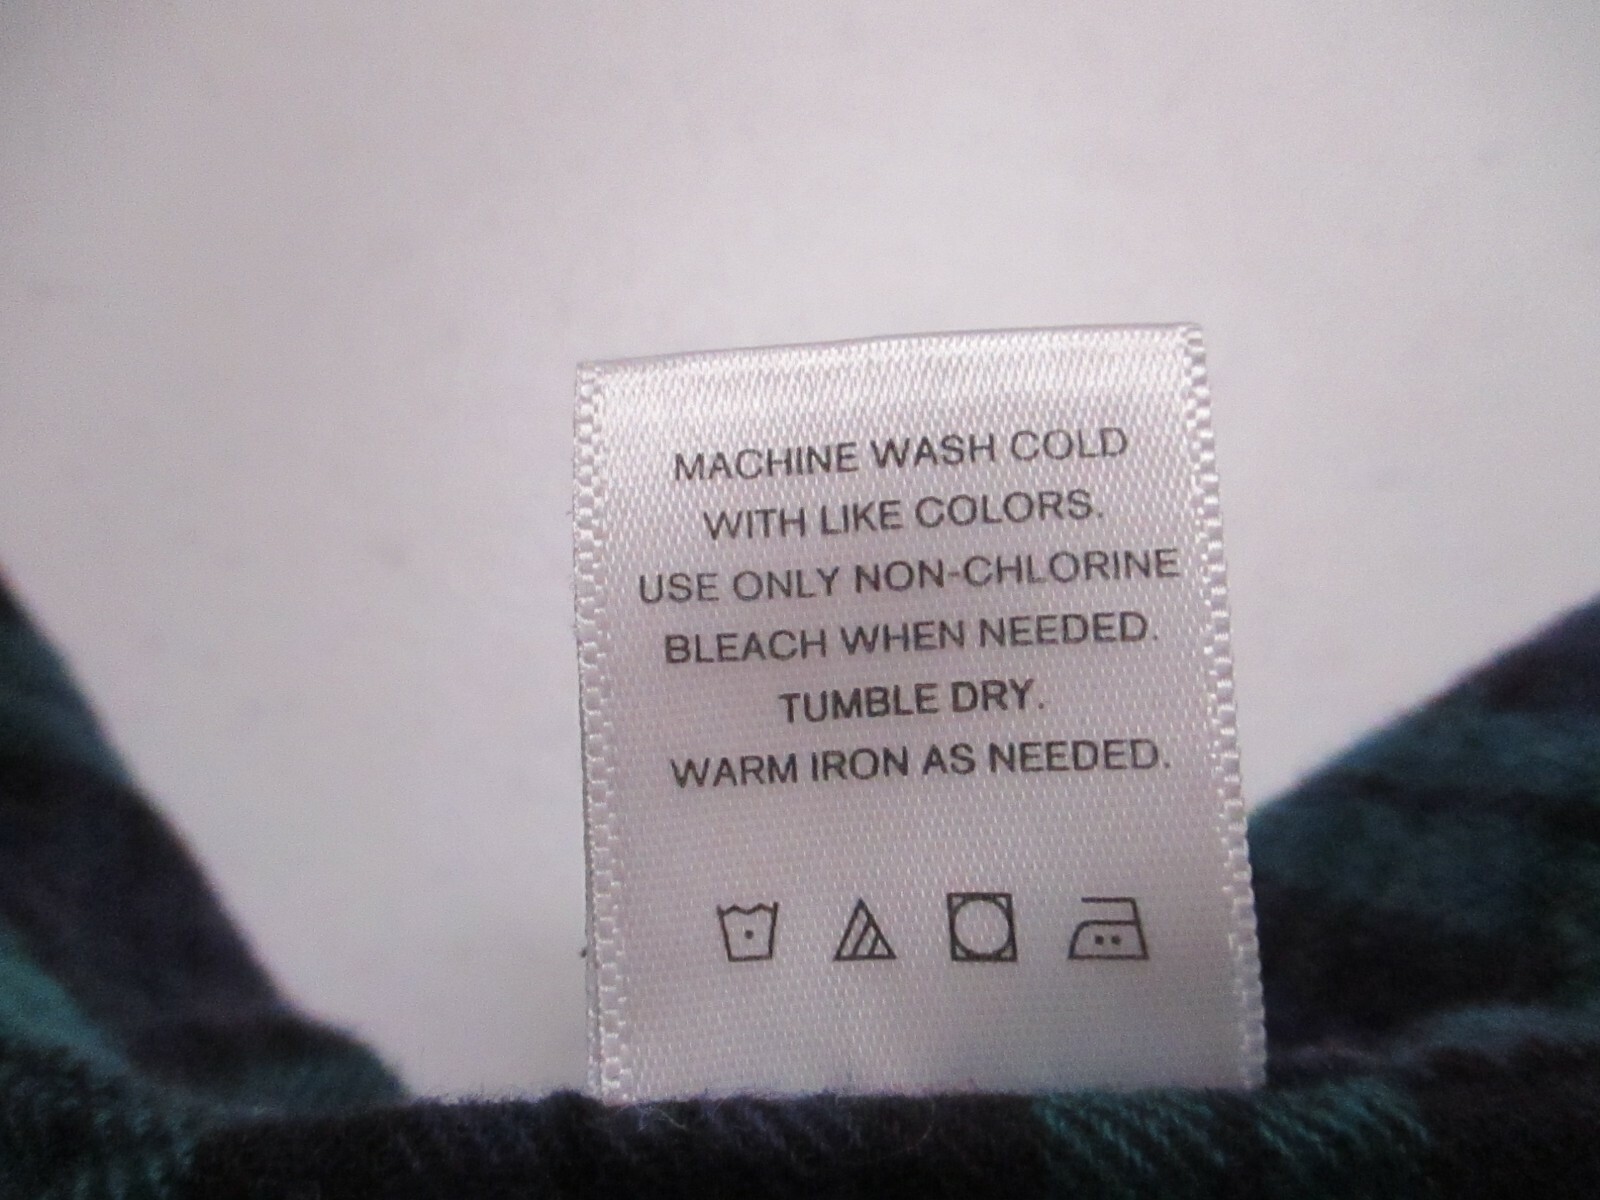 MACHINE WASH COLD
WITH LIKE COLORS.
USE ONLY NON-CHLORINE
BLEACH WHEN NEEDED.
TUMBLE DRY.
WARM IRON AS NEEDED.